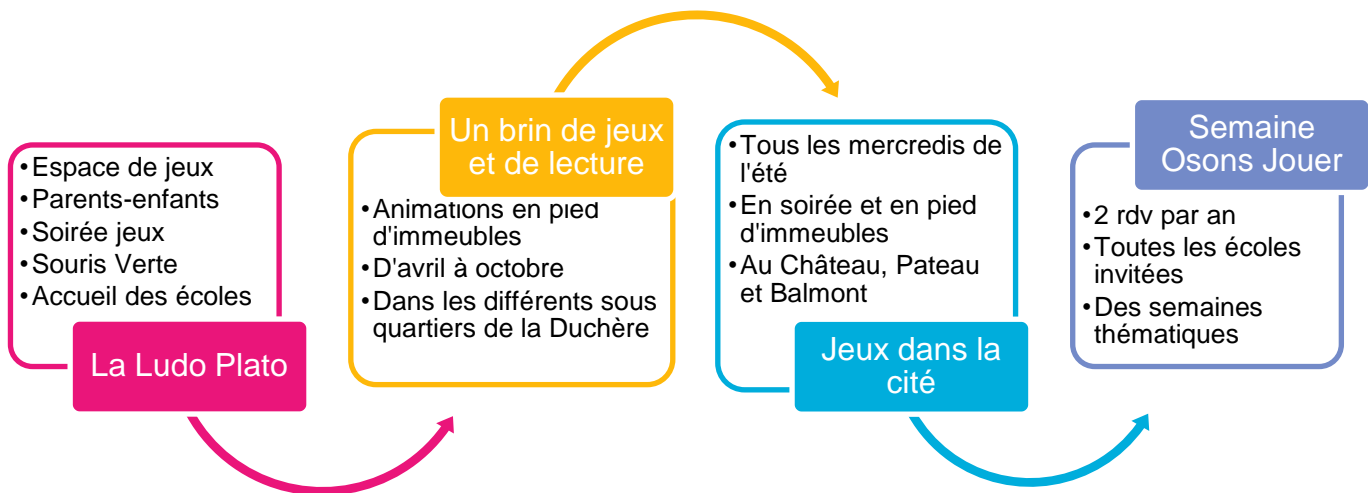 •Espace de jeux
•Parents-enfants
•Soirée jeux
•Souris Verte
•Accueil des écoles
La Ludo Plato
Un brin de jeux
et de lecture
•Animations en pied
d'immeubles
•D'avril à octobre
•Dans les différents sous
quartiers de la Duchère
•Tous les mercredis de
l'été
•En soirée et en pied
d'immeubles
•Au Château, Pateau
et Balmont
Jeux dans la
cité
Semaine
Osons Jouer
•2 rdv par an
•Toutes les écoles
invitées
•Des semaines
thématiques